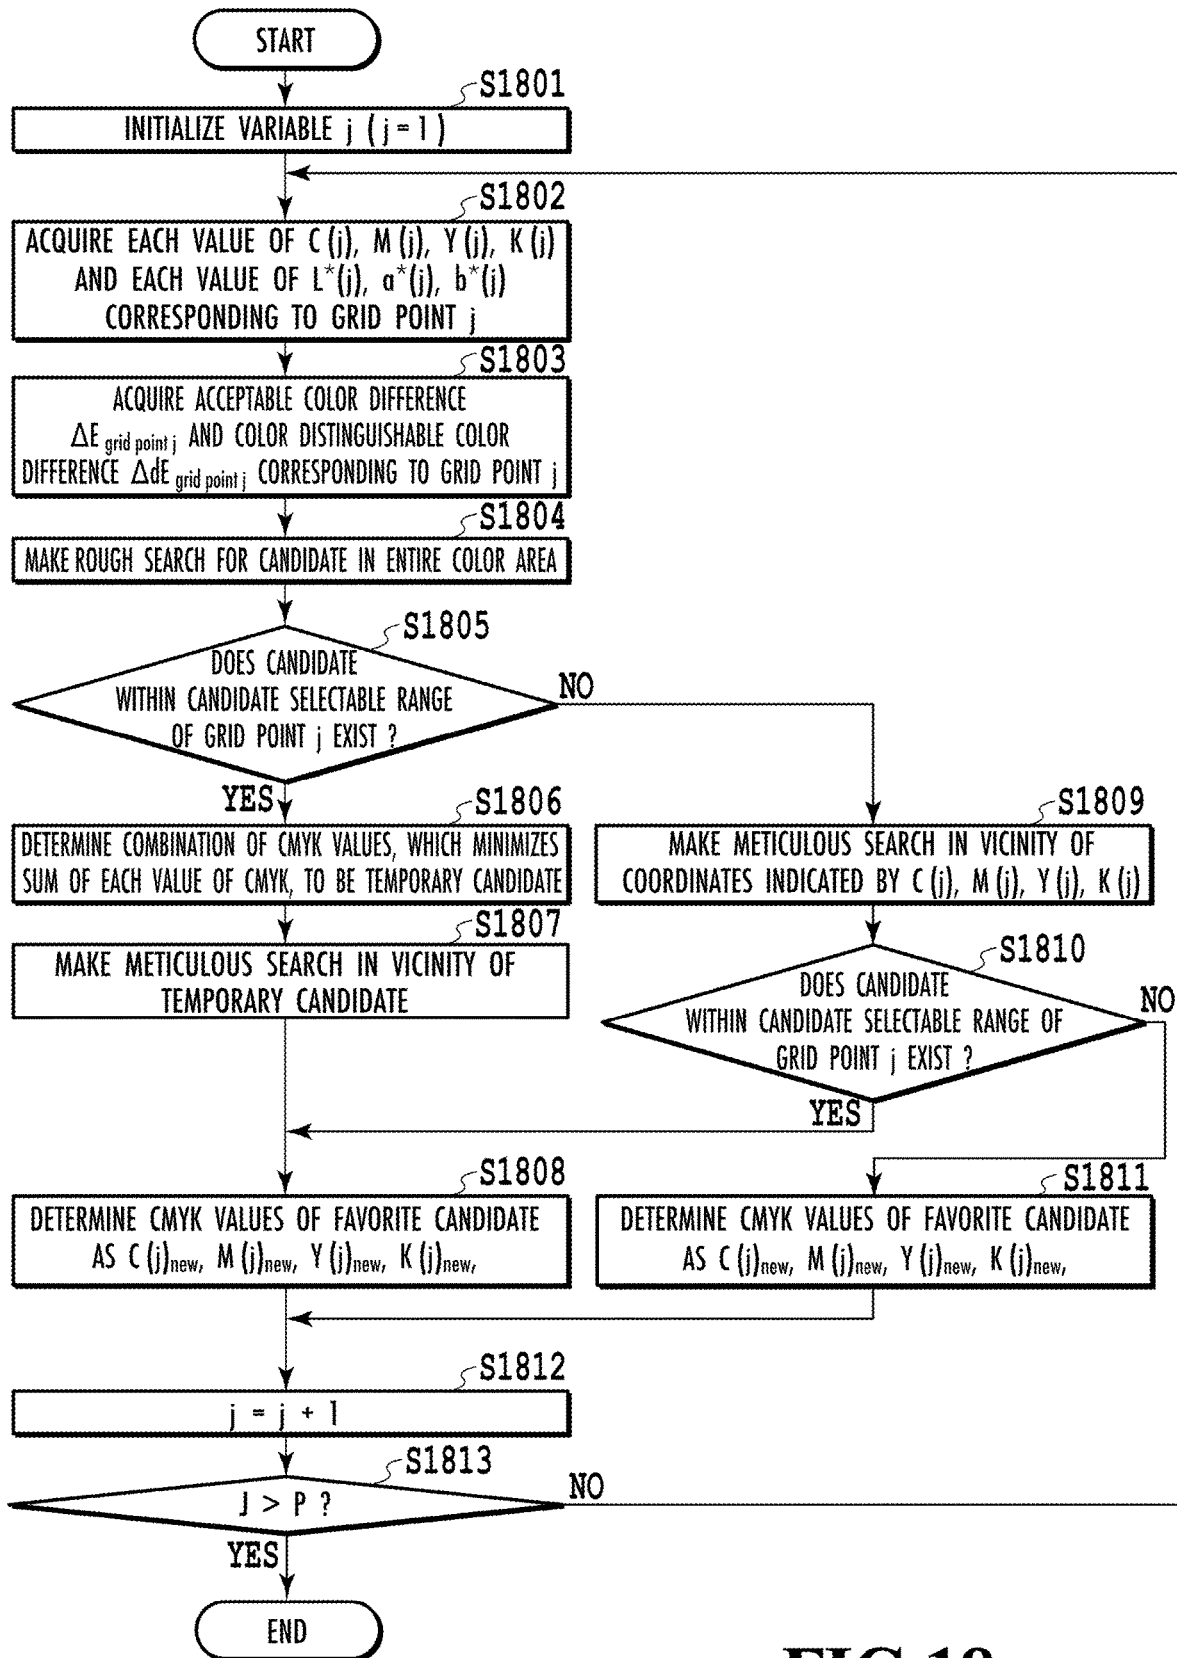 START
S1801
INITIALIZE VARIABLE j (j=1)
S1802
ACQUIRE EACH VALUE OF C(j), M(j), Y(j), K(j)
AND EACH VALUE OF L*(j), a*(j), b*(j)
CORRESPONDING TO GRID POINT j
S1803
ACQUIRE ACCEPTABLE COLOR DIFFERENCE
ΔE grid point j AND COLOR DISTINGUISHABLE COLOR
DIFFERENCE ΔdE grid point j CORRESPONDING TO GRID POINT j
S1804
MAKE ROUGH SEARCH FOR CANDIDATE IN ENTIRE COLOR AREA
S1805
DOES CANDIDATE
WITHIN CANDIDATE SELECTABLE RANGE
OF GRID POINT j EXIST ?
NO
YES
S1806
DETERMINE COMBINATION OF CMYK VALUES, WHICH MINIMIZES
SUM OF EACH VALUE OF CMYK, TO BE TEMPORARY CANDIDATE
S1807
MAKE METICULOUS SEARCH IN VICINITY OF
TEMPORARY CANDIDATE
S1809
MAKE METICULOUS SEARCH IN VICINITY OF
COORDINATES INDICATED BY C(j), M(j), Y(j), K(j)
S1810
DOES CANDIDATE
WITHIN CANDIDATE SELECTABLE RANGE OF
GRID POINT j EXIST ?
NO
YES
S1808
DETERMINE CMYK VALUES OF FAVORITE CANDIDATE
AS C(j)new, M(j)new, Y(j)new, K(j)new,
S1811
DETERMINE CMYK VALUES OF FAVORITE CANDIDATE
AS C(j)new, M(j)new, Y(j)new, K(j)new,
S1812
j = j + 1
S1813
J > P ?
NO
YES
END